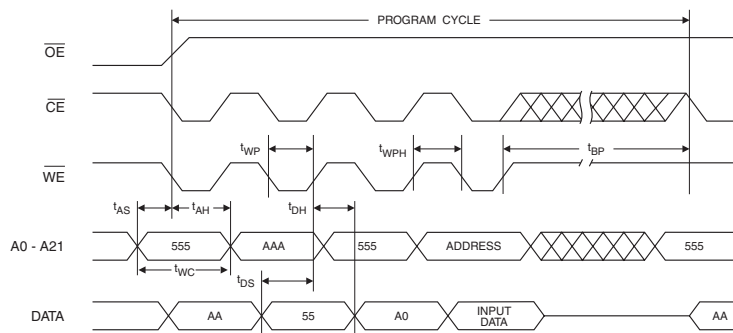 PROGRAM CYCLE
OE
CE
WE
tWP
tWPH
tBP
tAS
tAH
tDH
A0 - A21
555
AAA
555
ADDRESS
555
tWC
tDS
DATA
AA
55
A0
INPUT
DATA
AA